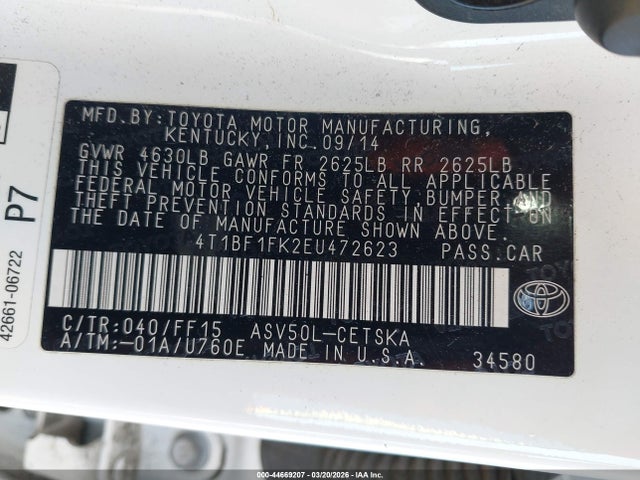 MFD.BY:TOYOTA MOTOR MANUFACTURING,
KENTUCKY, INC. 09/14
GVWR 4630LB GAWR FR 2625LB RR 2625LB
THIS VEHICLE CONFORMS TO ALL APPLICABLE
FEDERAL MOTOR VEHICLE SAFETY, BUMPER, AND
THEFT PREVENTION STANDARDS IN EFFECT ON
THE DATE OF MANUFACTURE SHOWN ABOVE.
4T1BF1FK2EU472623 PASS.CAR
C/TR:040/FF15 ASV50L-CETSKA
A/TM:-01A/U760E MADE IN U.S.A. 34580
TOYOTA
P7
42661-06722
000-44669207 - 03/20/2026 - IAA